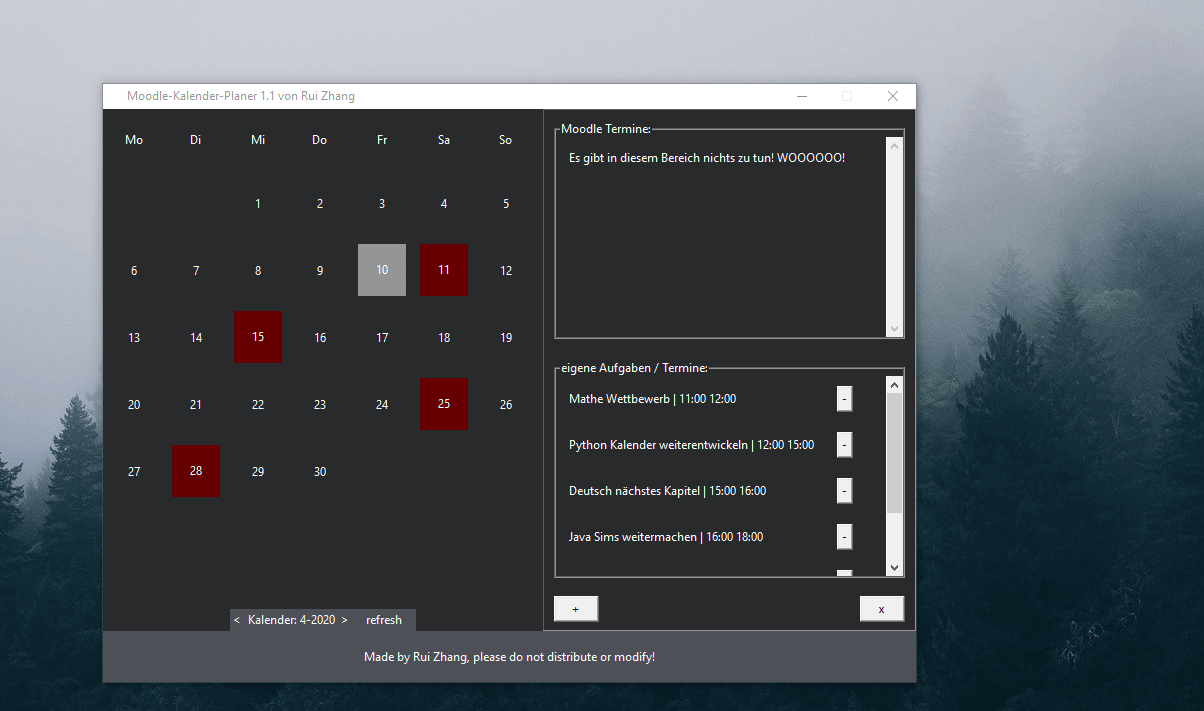 Moodle-Kalender-Planer 1.1 von Rui Zhang
Mo Di Mi Do Fr Sa So
1 2 3 4 5
6 7 8 9 10 11 12
13 14 15 16 17 18 19
20 21 22 23 24 25 26
27 28 29 30
< Kalender: 4-2020 > refresh
Moodle Termine:
Es gibt in diesem Bereich nichts zu tun! WOOOOOO!
eigene Aufgaben / Termine:
Mathe Wettbewerb | 11:00 12:00 -
Python Kalender weiterentwickeln | 12:00 15:00 -
Deutsch nächstes Kapitel | 15:00 16:00 -
Java Sims weitermachen | 16:00 18:00 -
+ x
Made by Rui Zhang, please do not distribute or modify!